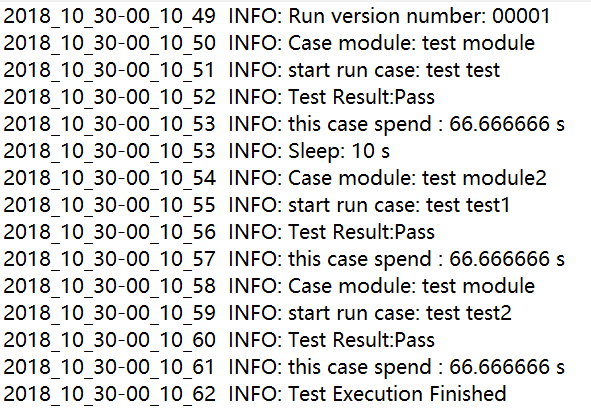 2018_10_30-00_10_49 INFO: Run version number: 00001
2018_10_30-00_10_50 INFO: Case module: test module
2018_10_30-00_10_51 INFO: start run case: test test
2018_10_30-00_10_52 INFO: Test Result:Pass
2018_10_30-00_10_53 INFO: this case spend : 66.666666 s
2018_10_30-00_10_53 INFO: Sleep: 10 s
2018_10_30-00_10_54 INFO: Case module: test module2
2018_10_30-00_10_55 INFO: start run case: test test1
2018_10_30-00_10_56 INFO: Test Result:Pass
2018_10_30-00_10_57 INFO: this case spend : 66.666666 s
2018_10_30-00_10_58 INFO: Case module: test module
2018_10_30-00_10_59 INFO: start run case: test test2
2018_10_30-00_10_60 INFO: Test Result:Pass
2018_10_30-00_10_61 INFO: this case spend : 66.666666 s
2018_10_30-00_10_62 INFO: Test Execution Finished